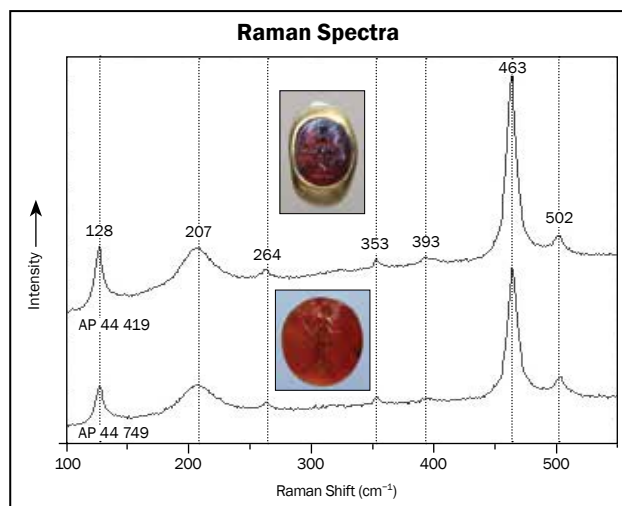 Raman Spectra
463
128
207
264
353
393
502
Intensity
AP 44 419
AP 44 749
100
200
300
400
500
Raman Shift (cm⁻¹)